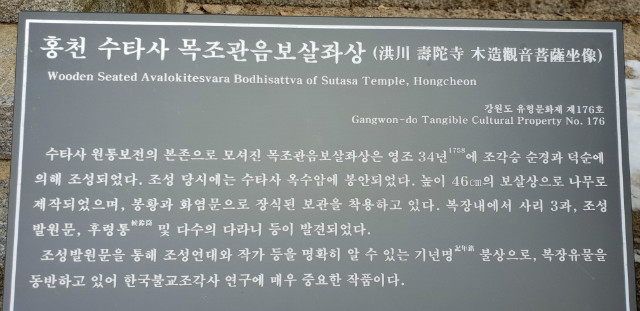 홍천 수타사 목조관음보살좌상 (洪川 壽陀寺 木造觀音菩薩坐像)
Wooden Seated Avalokitesvara Bodhisattva of Sutasa Temple, Hongcheon
강원도 유형문화재 제176호
Gangwon-do Tangible Cultural Property No. 176
수타사 원통보전의 본존으로 모셔진 목조관음보살좌상은 영조 34년1758에 조각승 순경과 덕순에
의해 조성되었다. 조성 당시에는 수타사 옥수암에 봉안되었다. 높이 46㎝의 보살상으로 나무로
제작되었으며, 봉황과 화염문으로 장식된 보관을 착용하고 있다. 복장내에서 사리 3과, 조성
발원문, 후령통候鈴筒 및 다수의 다라니 등이 발견되었다.
조성발원문을 통해 조성연대와 작가 등을 명확히 알 수 있는 기년명記年銘 불상으로, 복장유물을
동반하고 있어 한국불교조각사 연구에 매우 중요한 작품이다.